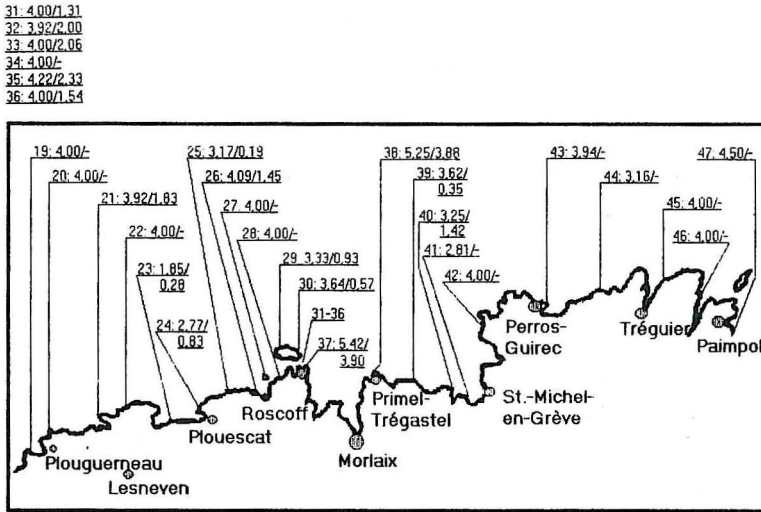 31: 4.00/1.31
32: 3.92/2.00
33: 4.00/2.06
34: 4.00/-
35: 4.22/2.33
36: 4.00/1.54
19: 4.00/-
20: 4.00/-
21: 3.92/1.83
22: 4.00/-
23: 1.85/
0.28
24: 2.77/
0.83
25: 3.17/0.19
26: 4.09/1.45
27: 4.00/-
28: 4.00/-
29: 3.33/0.93
30: 3.64/0.57
31-36
37: 5.42/
3.90
38: 5.25/3.88
39: 3.62/
0.35
40: 3.25/
1.42
41: 2.81/-
42: 4.00/-
43: 3.94/-
44: 3.16/-
45: 4.00/-
46: 4.00/-
47: 4.50/-
Perros-
Guirec
Tréguier
Paimpol
Roscoff
Primel-
Trégastel
St.-Michel-
en-Grève
Plouescat
Morlaix
Plouguerneau
Lesneven